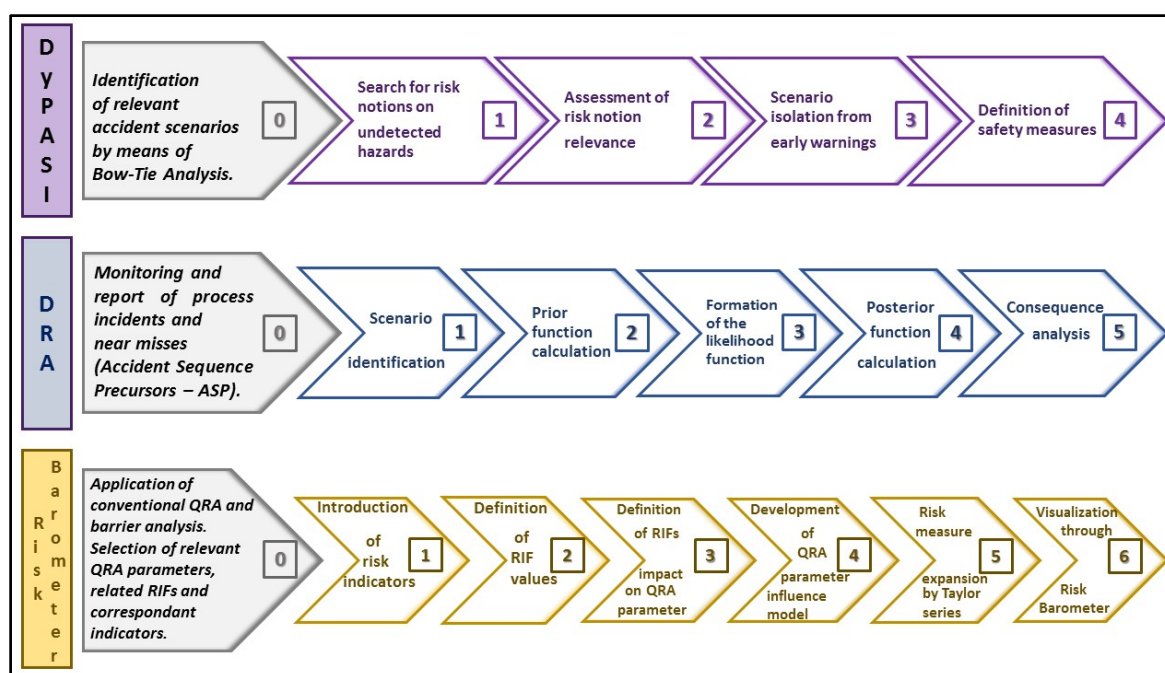 DyPASI
Identification
of relevant
accident scenarios
by means of
Bow-Tie Analysis.
0
Search for risk
notions on
undetected
hazards
1
Assessment of
risk notion
relevance
2
Scenario
isolation from
early warnings
3
Definition of
safety measures
4
DRA
Monitoring and
report of process
incidents and
near misses
(Accident Sequence
Precursors – ASP).
0
Scenario
identification
1
Prior
function
calculation
2
Formation of
the likelihood
function
3
Posterior
function
calculation
4
Consequence
analysis
5
Risk
Barometer
Application of
conventional QRA and
barrier analysis.
Selection of relevant
QRA parameters,
related RIFs and
correspondant
indicators.
0
Introduction
of risk
indicators
1
Definition
of RIF
values
2
Definition
of RIFs
impact on QRA
parameter
3
Development
of QRA
parameter
influence
model
4
Risk
measure
expansion
by Taylor
series
5
Visualization
through
Risk
Barometer
6